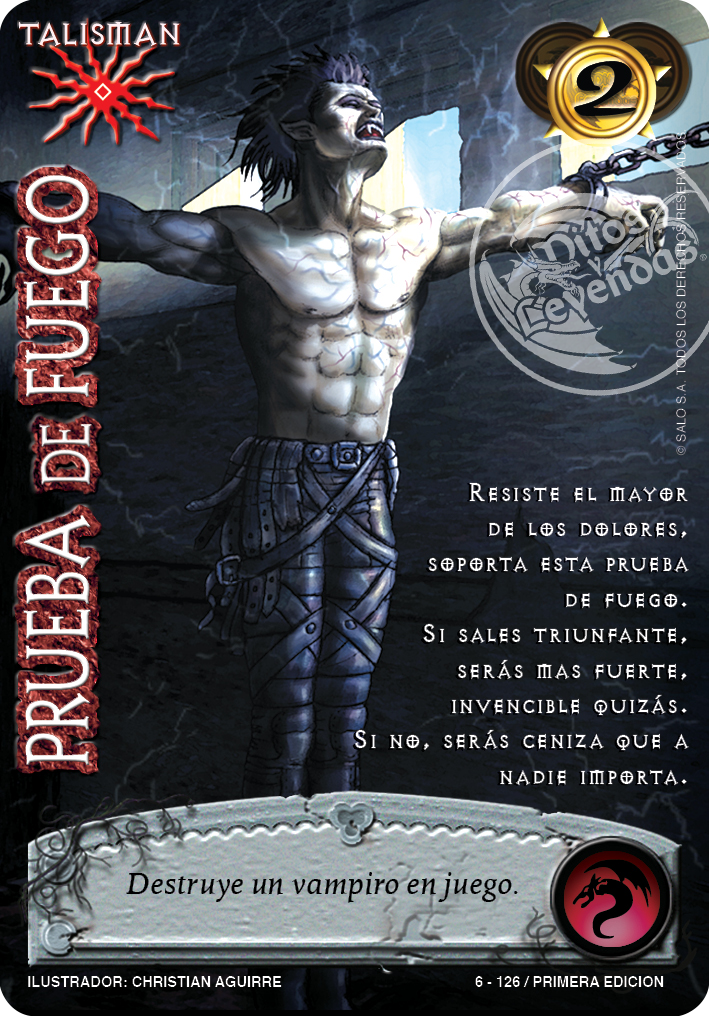 TALISMAN
2
PRUEBA DE FUEGO
Mitos
y
Leyendas
®
© SALO S.A. TODOS LOS DERECHOS RESERVADOS
RESISTE EL MAYOR
DE LOS DOLORES,
SOPORTA ESTA PRUEBA
DE FUEGO.
SI SALES TRIUNFANTE,
SERÁS MAS FUERTE,
INVENCIBLE QUIZÁS.
SI NO, SERÁS CENIZA QUE A
NADIE IMPORTA.
Destruye un vampiro en juego.
ILUSTRADOR: CHRISTIAN AGUIRRE
6 - 126 / PRIMERA EDICION